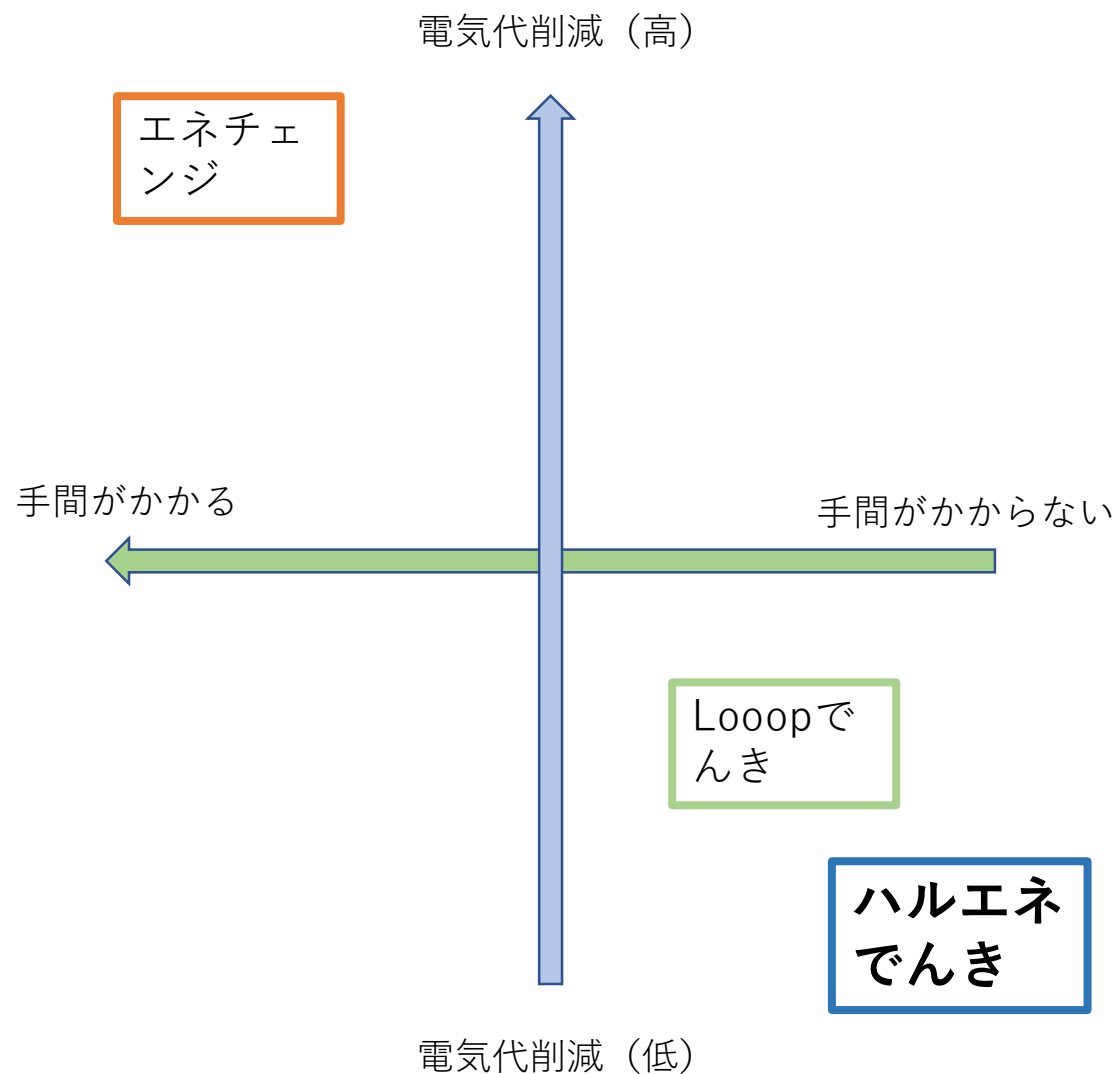 電気代削減（高）
エネチェ
ンジ
手間がかかる
手間がかからない
Looopで
んき
ハルエネ
でんき
電気代削減（低）